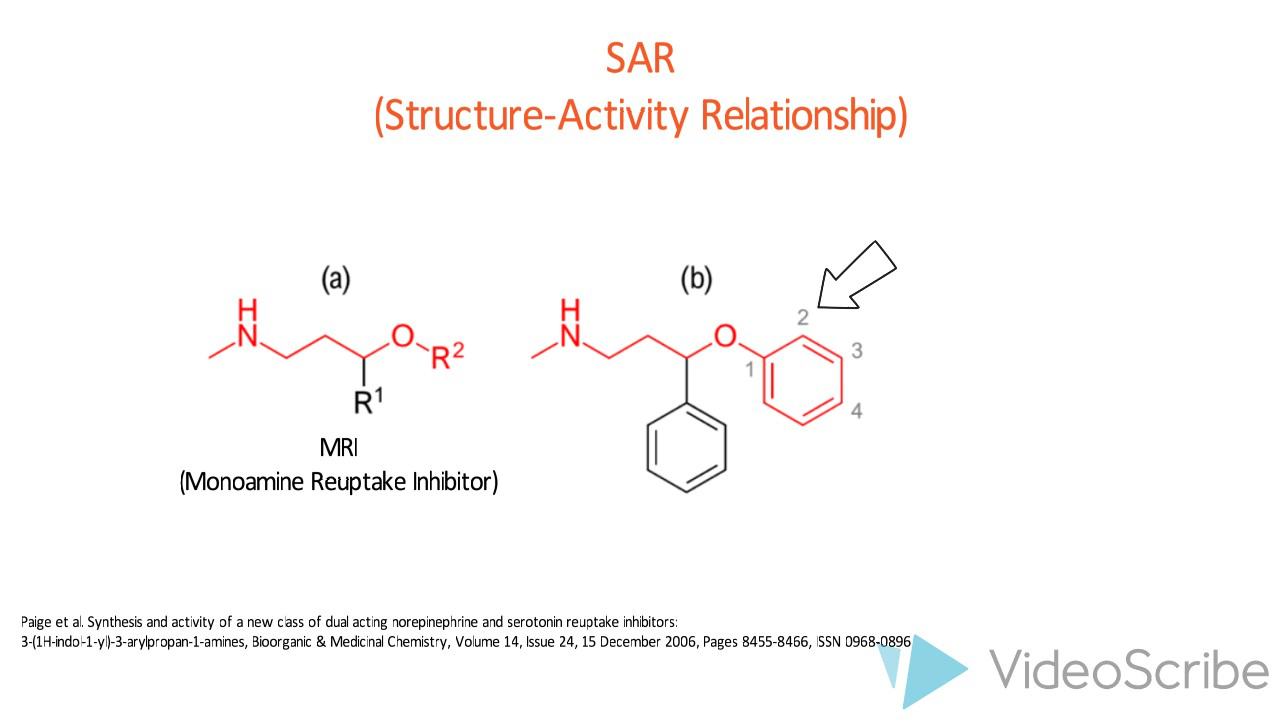 SAR
(Structure-Activity Relationship)
(a)
H
N
O
R²
R¹
MRI
(Monoamine Reuptake Inhibitor)
(b)
H
N
O
1
2
3
4
Paige et al. Synthesis and activity of a new class of dual acting norepinephrine and serotonin reuptake inhibitors:
3-(1H-indol-1-yl)-3-arylpropan-1-amines, Bioorganic & Medicinal Chemistry, Volume 14, Issue 24, 15 December 2006, Pages 8455-8466, ISSN 0968-0896
VideoScribe